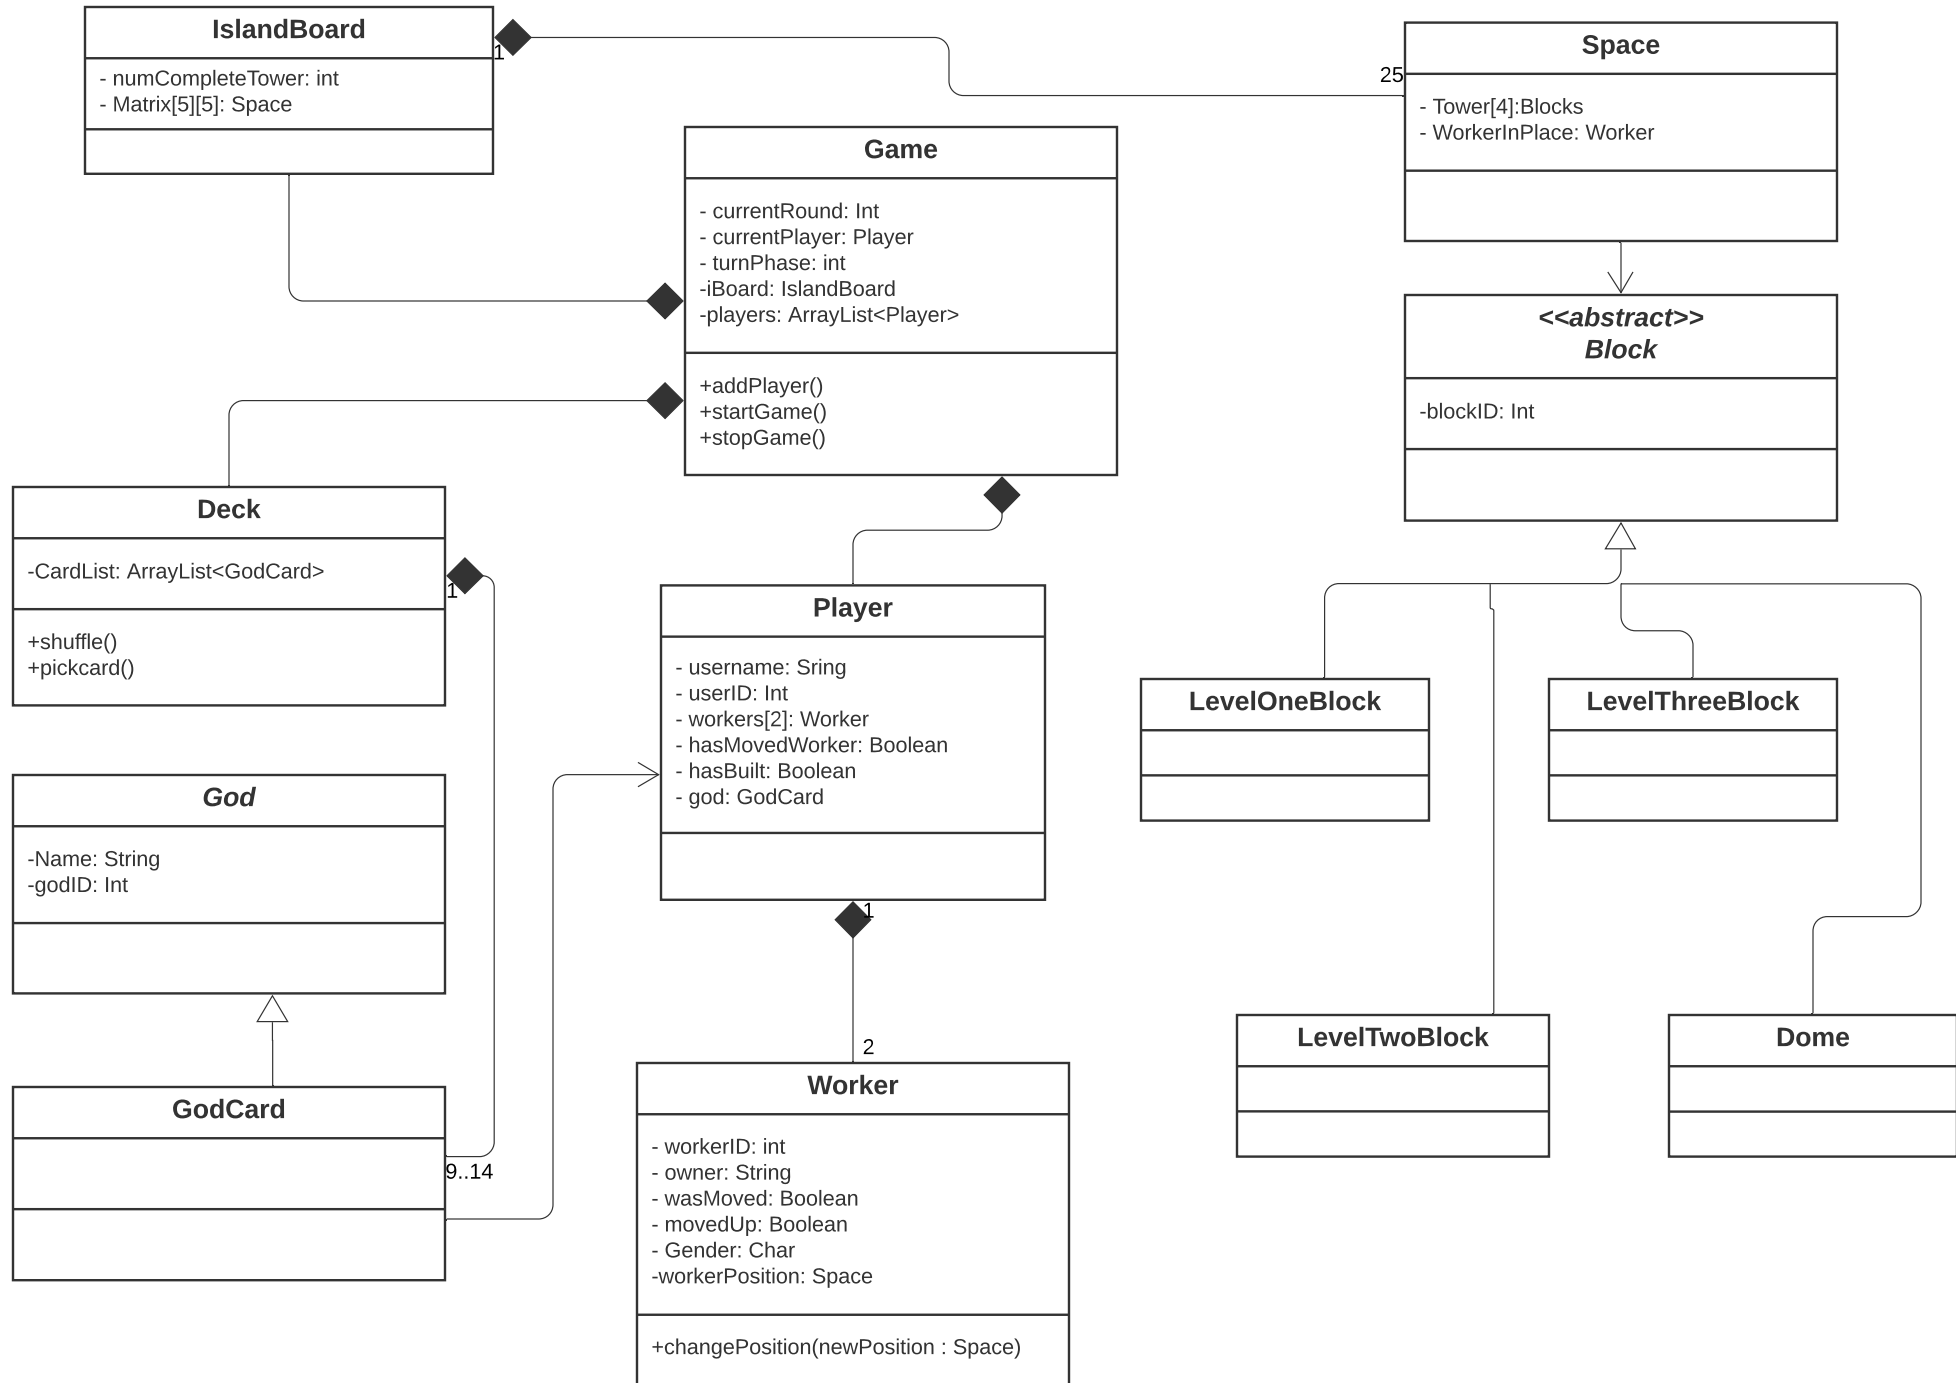 IslandBoard
- numCompleteTower: int
- Matrix[5][5]: Space
1
25
Space
- Tower[4]:Blocks
- WorkerInPlace: Worker
Game
- currentRound: Int
- currentPlayer: Player
- turnPhase: int
-iBoard: IslandBoard
-players: ArrayList<Player>
+addPlayer()
+startGame()
+stopGame()
<<abstract>>
Block
-blockID: Int
Deck
-CardList: ArrayList<GodCard>
+shuffle()
+pickcard()
1
Player
- username: Sring
- userID: Int
- workers[2]: Worker
- hasMovedWorker: Boolean
- hasBuilt: Boolean
- god: GodCard
1
2
LevelOneBlock
LevelThreeBlock
God
-Name: String
-godID: Int
GodCard
9..14
Worker
- workerID: int
- owner: String
- wasMoved: Boolean
- movedUp: Boolean
- Gender: Char
-workerPosition: Space
+changePosition(newPosition : Space)
LevelTwoBlock
Dome